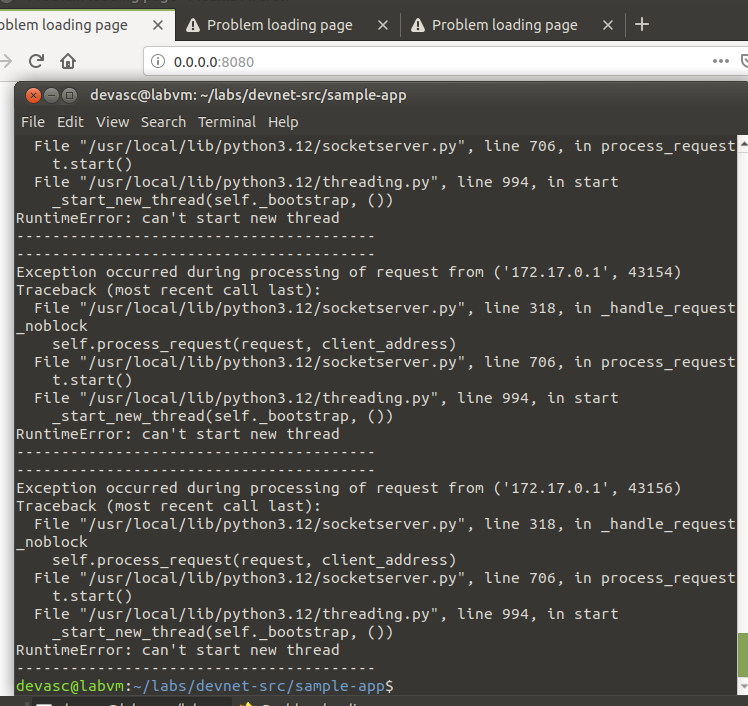 oblem loading page
Problem loading page
Problem loading page
0.0.0.0:8080
devasc@labvm: ~/labs/devnet-src/sample-app
File Edit View Search Terminal Help
File "/usr/local/lib/python3.12/socketserver.py", line 706, in process_request
t.start()
File "/usr/local/lib/python3.12/threading.py", line 994, in start
_start_new_thread(self._bootstrap, ())
RuntimeError: can't start new thread
----------------------------------------
----------------------------------------
Exception occurred during processing of request from ('172.17.0.1', 43154)
Traceback (most recent call last):
File "/usr/local/lib/python3.12/socketserver.py", line 318, in _handle_request
_noblock
self.process_request(request, client_address)
File "/usr/local/lib/python3.12/socketserver.py", line 706, in process_request
t.start()
File "/usr/local/lib/python3.12/threading.py", line 994, in start
_start_new_thread(self._bootstrap, ())
RuntimeError: can't start new thread
----------------------------------------
----------------------------------------
Exception occurred during processing of request from ('172.17.0.1', 43156)
Traceback (most recent call last):
File "/usr/local/lib/python3.12/socketserver.py", line 318, in _handle_request
_noblock
self.process_request(request, client_address)
File "/usr/local/lib/python3.12/socketserver.py", line 706, in process_request
t.start()
File "/usr/local/lib/python3.12/threading.py", line 994, in start
_start_new_thread(self._bootstrap, ())
RuntimeError: can't start new thread
----------------------------------------
devasc@labvm:~/labs/devnet-src/sample-app$